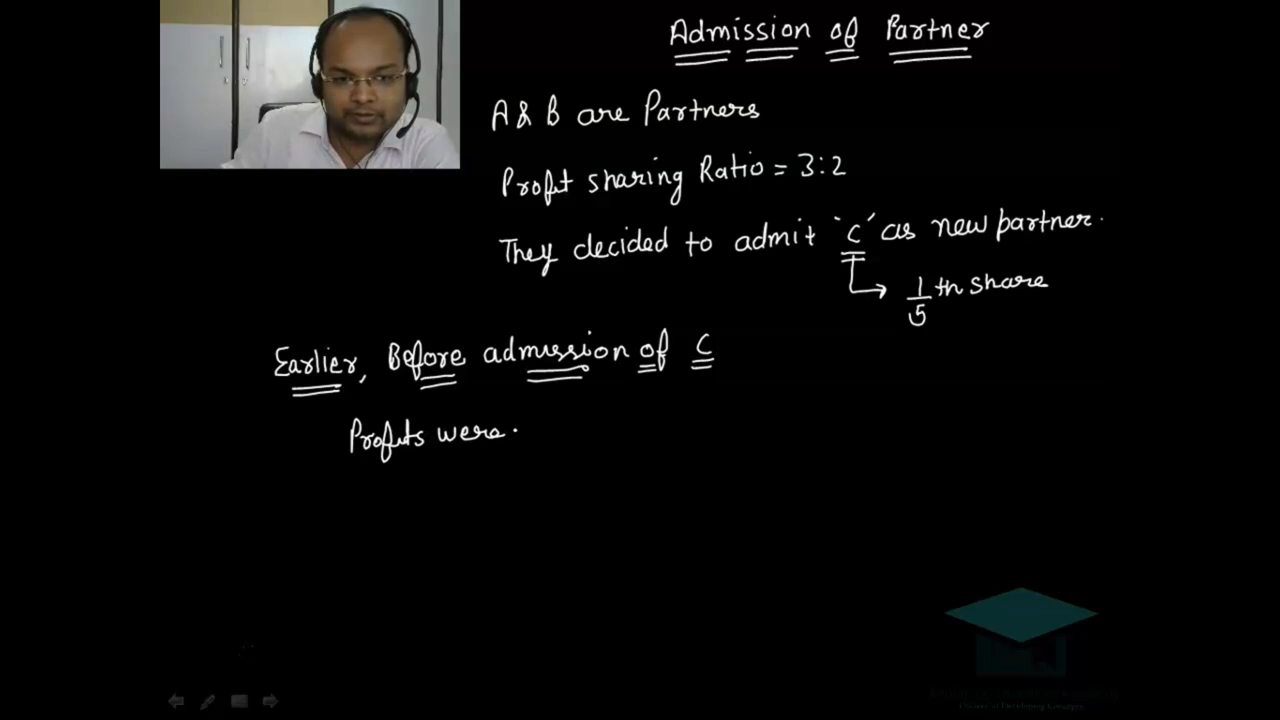 Admission of Partner
A & B are Partners
Profit sharing Ratio = 3:2
They decided to admit 'C' as new partner.
1/5 th share
Earlier, Before admission of C
Profits were.